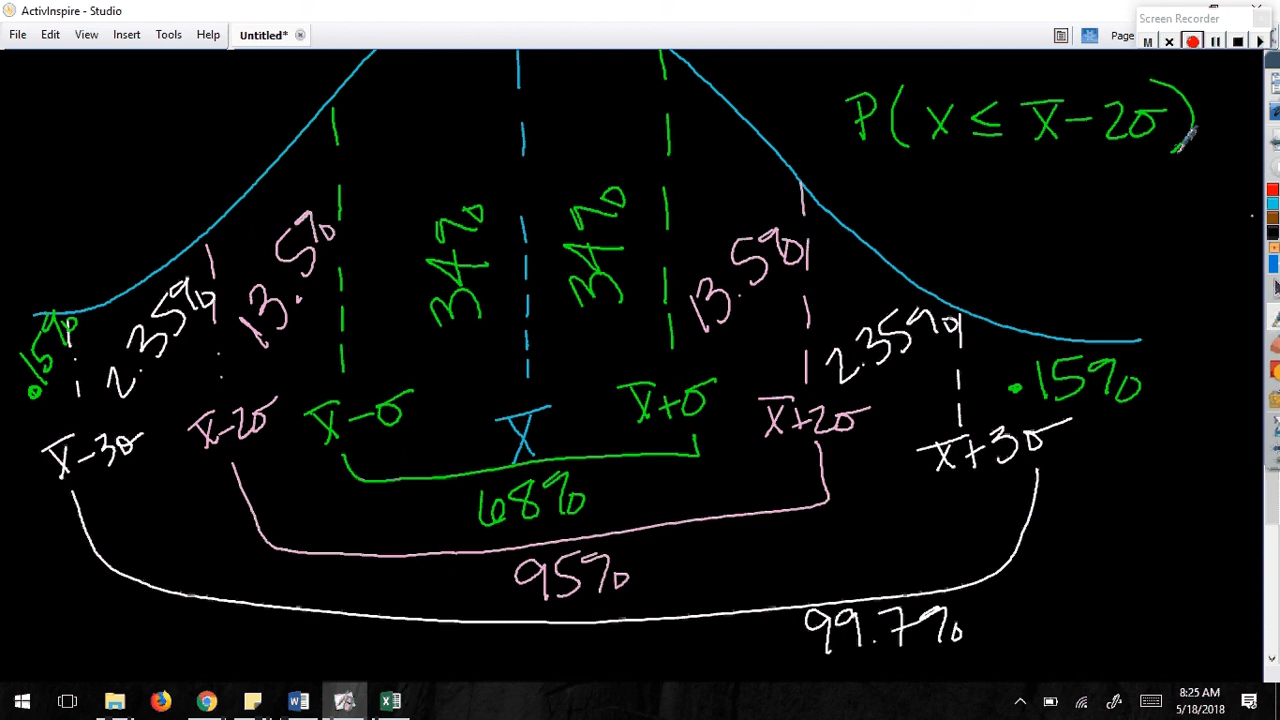 ActivInspire - Studio
Screen Recorder
File Edit View Insert Tools Help Untitled* Page
M
P(x ≤ x̅-2σ)
.15% 2.35% 13.5% 34% 34% 13.5% 2.35% .15%
x̅-3σ x̅-2σ x̅-σ x̅ x̅+σ x̅+2σ x̅+3σ
68%
95%
99.7%
8:25 AM
5/18/2018